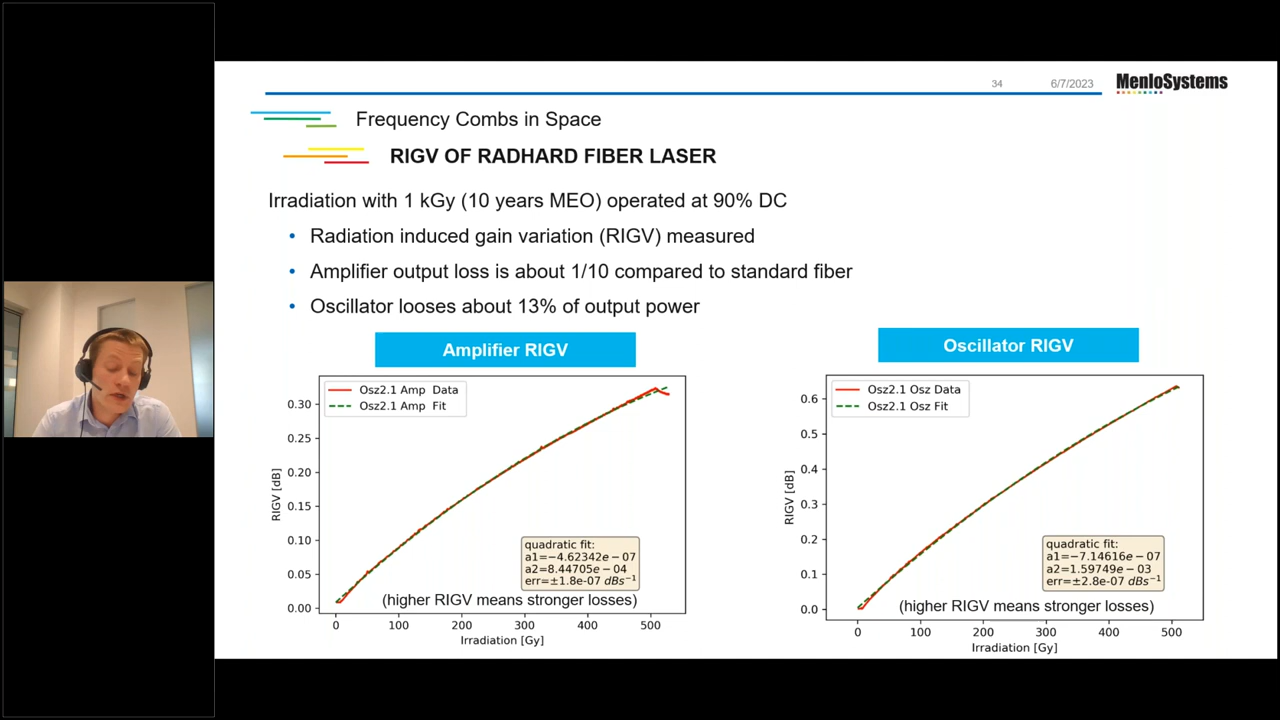 34
6/7/2023
MenloSystems
Frequency Combs in Space
RIGV OF RADHARD FIBER LASER
Irradiation with 1 kGy (10 years MEO) operated at 90% DC
• Radiation induced gain variation (RIGV) measured
• Amplifier output loss is about 1/10 compared to standard fiber
• Oscillator looses about 13% of output power
Amplifier RIGV
Osz2.1 Amp Data
Osz2.1 Amp Fit
0.30
0.25
0.20
0.15
0.10
0.05
0.00
RIGV [dB]
quadratic fit:
a1=−4.62342e − 07
a2=8.44705e − 04
err=±1.8e-07 dBs⁻¹
(higher RIGV means stronger losses)
0 100 200 300 400 500
Irradiation [Gy]
Oscillator RIGV
Osz2.1 Osz Data
Osz2.1 Osz Fit
0.6
0.5
0.4
0.3
0.2
0.1
0.0
RIGV [dB]
quadratic fit:
a1=−7.14616e − 07
a2=1.59749e − 03
err=±2.8e-07 dBs⁻¹
(higher RIGV means stronger losses)
0 100 200 300 400 500
Irradiation [Gy]